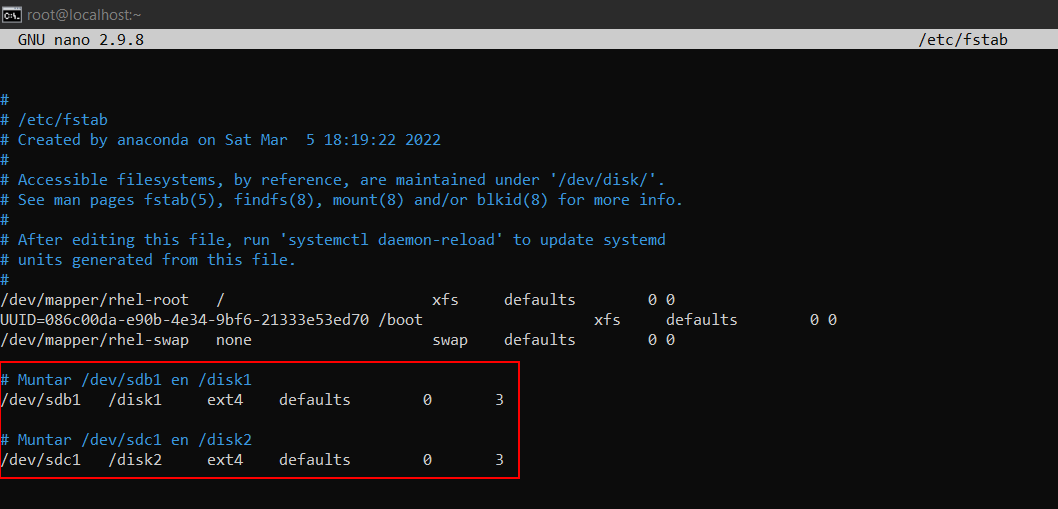 root@localhost:~
GNU nano 2.9.8 /etc/fstab
#
# /etc/fstab
# Created by anaconda on Sat Mar  5 18:19:22 2022
#
# Accessible filesystems, by reference, are maintained under '/dev/disk/'.
# See man pages fstab(5), findfs(8), mount(8) and/or blkid(8) for more info.
#
# After editing this file, run 'systemctl daemon-reload' to update systemd
# units generated from this file.
#
/dev/mapper/rhel-root   /                       xfs     defaults        0 0
UUID=086c00da-e90b-4e34-9bf6-21333e53ed70 /boot                   xfs     defaults        0 0
/dev/mapper/rhel-swap   none                    swap    defaults        0 0
# Muntar /dev/sdb1 en /disk1
/dev/sdb1   /disk1     ext4    defaults        0       3
# Muntar /dev/sdc1 en /disk2
/dev/sdc1   /disk2     ext4    defaults        0       3